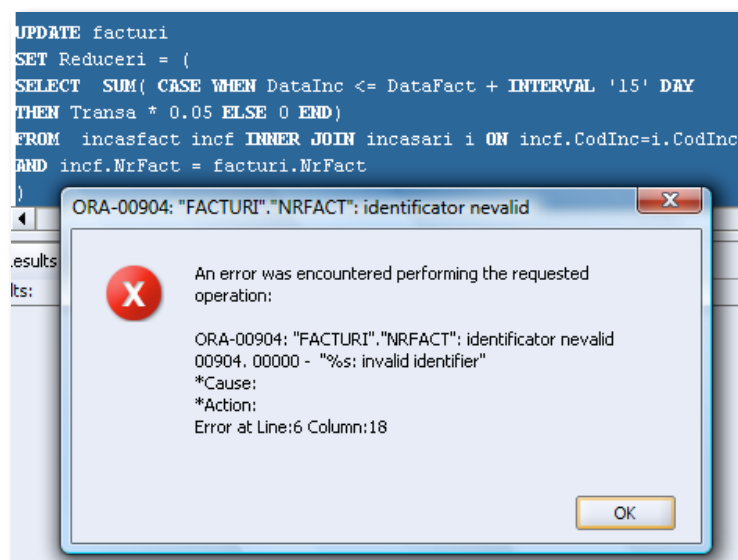 UPDATE facturi
SET Reduceri = (
SELECT  SUM( CASE WHEN DataInc <= DataFact + INTERVAL '15' DAY
THEN Transa * 0.05 ELSE 0 END)
FROM  incasfact incf INNER JOIN incasari i ON incf.CodInc=i.CodInc
AND incf.NrFact = facturi.NrFact
)
ORA-00904: "FACTURI"."NRFACT": identificator nevalid
An error was encountered performing the requested
operation:
ORA-00904: "FACTURI"."NRFACT": identificator nevalid
00904. 00000 -  "%s: invalid identifier"
*Cause:
*Action:
Error at Line:6 Column:18
OK